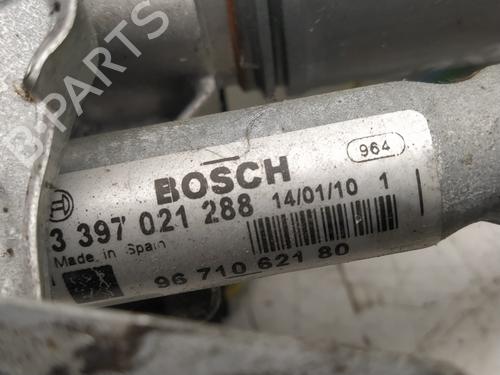 B-PARTS
BOSCH
964
3 397 021 288 14/01/10 1
Made in Spain
96 710 621 80